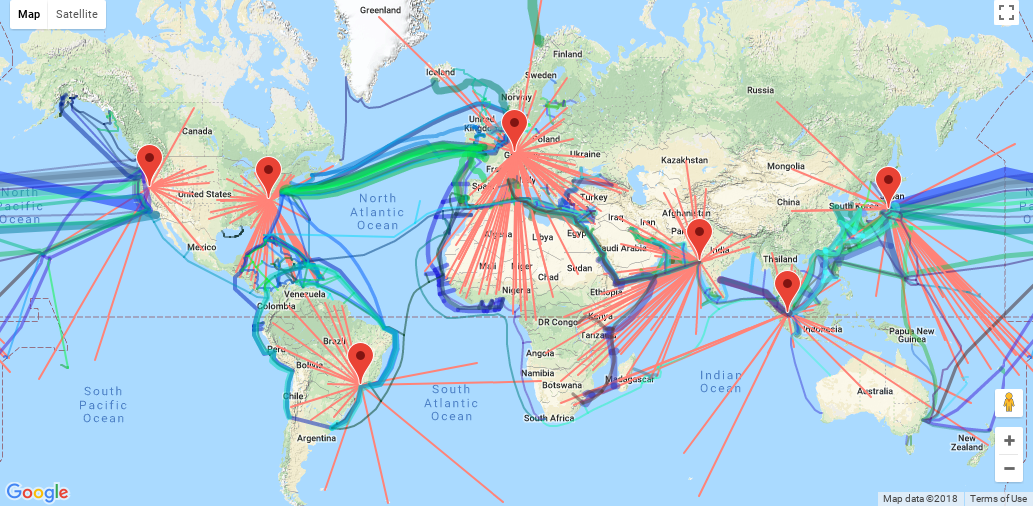 Map Satellite
Greenland
Iceland
Finland
Sweden
Norway
Russia
Canada
United
Kingdom
Poland
Ukraine
Kazakhstan
Mongolia
North
Pacific
Ocean
United States
North
Atlantic
Ocean
Turkey
China
South Korea
Mexico
Algeria
Libya
Egypt
Iraq
Iran
Afghanistan
Saudi Arabia
India
Mali
Niger
Chad
Sudan
Thailand
Venezuela
Colombia
Nigeria
Ethiopia
DR Congo
Kenya
Tanzania
Indonesia
Papua New
Guinea
Peru
Brazil
Bolivia
Angola
Namibia
Botswana
Madagascar
Indian
Ocean
South
Pacific
Ocean
Chile
South
Atlantic
Ocean
South Africa
Australia
Argentina
New
Zealand
Google
Map data ©2018 Terms of Use